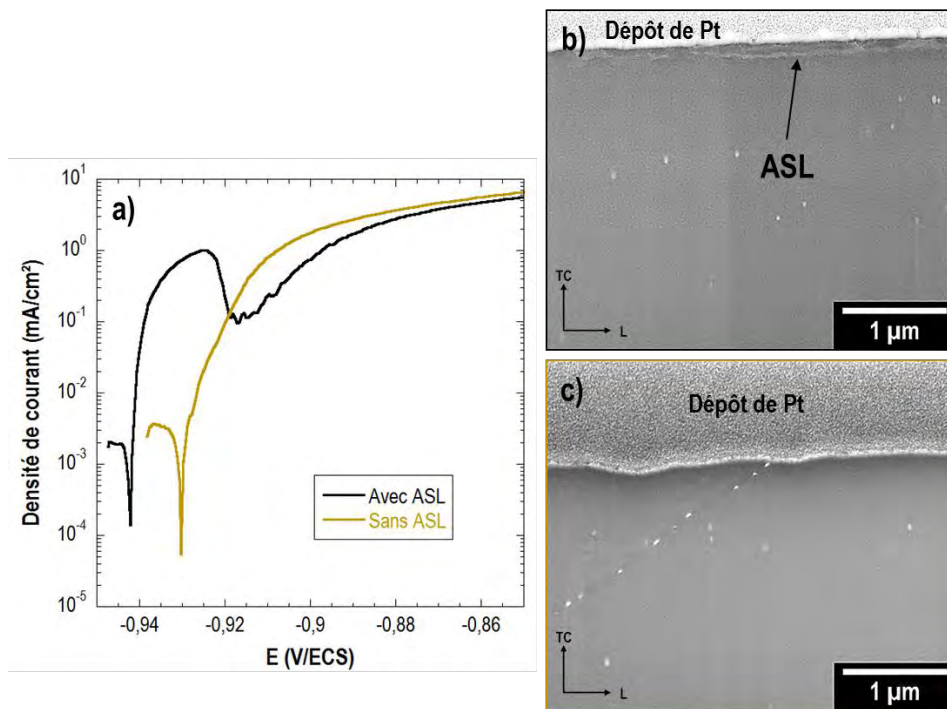 a)
Densité de courant (mA/cm²)
10¹
10⁰
10⁻¹
10⁻²
10⁻³
10⁻⁴
10⁻⁵
-0,94
-0,92
-0,9
-0,88
-0,86
E (V/ECS)
Avec ASL
Sans ASL
b)
Dépôt de Pt
ASL
TC
L
1 µm
c)
Dépôt de Pt
TC
L
1 µm